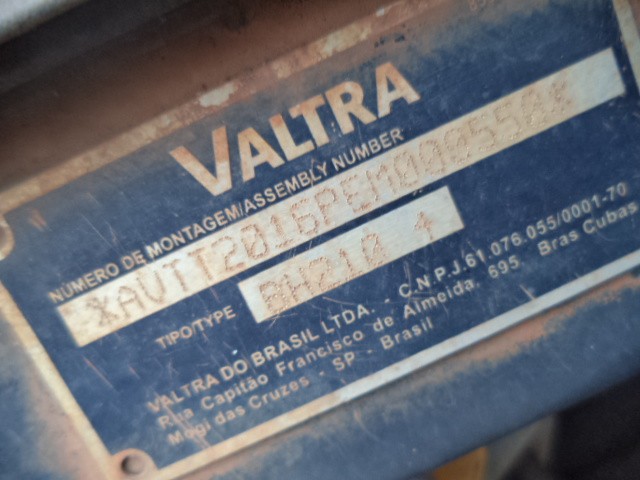 VALTRA
NÚMERO DE MONTAGEM/ASSEMBLY NUMBER
TIPO/TYPE BH210
VALTRA DO BRASIL LTDA. - C.N.P.J.61.076.055/0001-70
Rua Capitão Francisco de Almeida, 695, Bras Cubas
Mogi das Cruzes - SP - Brasil